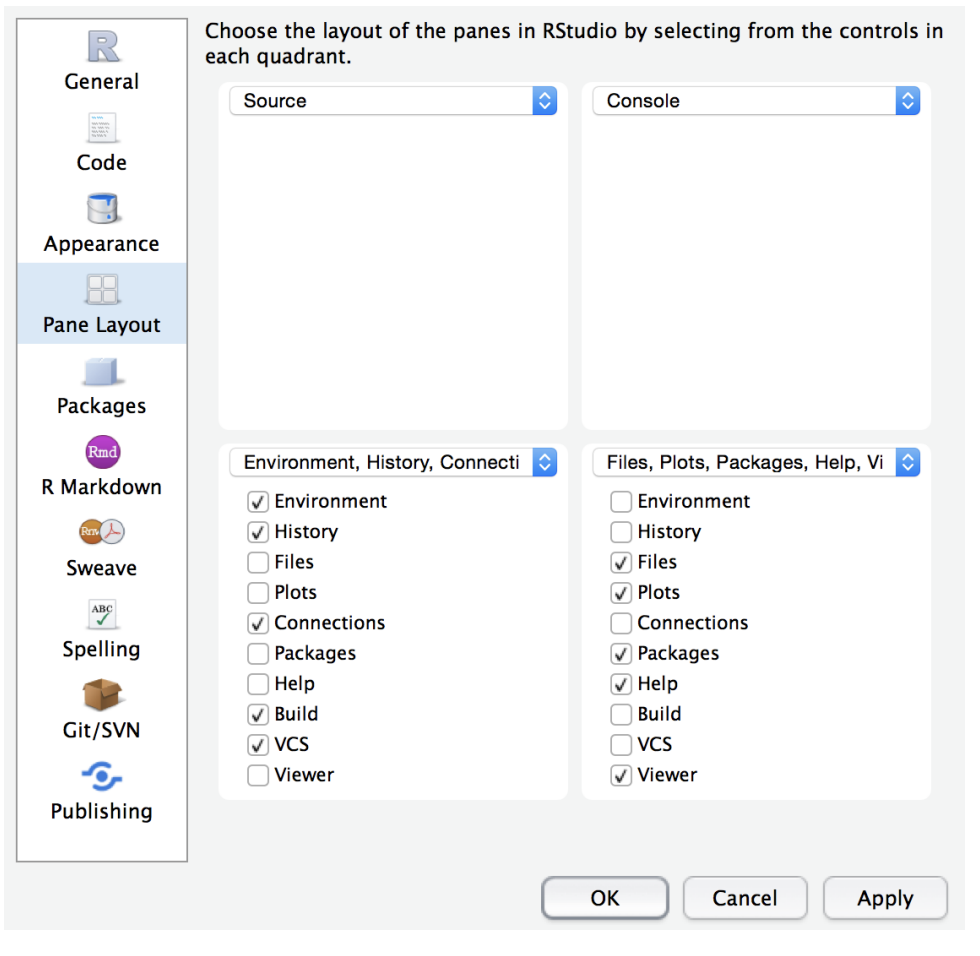 Choose the layout of the panes in RStudio by selecting from the controls in
each quadrant.
General
Code
Appearance
Pane Layout
Packages
Rmd
R Markdown
Rnw
Sweave
ABC
Spelling
Git/SVN
Publishing
Source
Console
Environment, History, Connecti
Environment
History
Files
Plots
Connections
Packages
Help
Build
VCS
Viewer
Files, Plots, Packages, Help, Vi
Environment
History
Files
Plots
Connections
Packages
Help
Build
VCS
Viewer
OK
Cancel
Apply